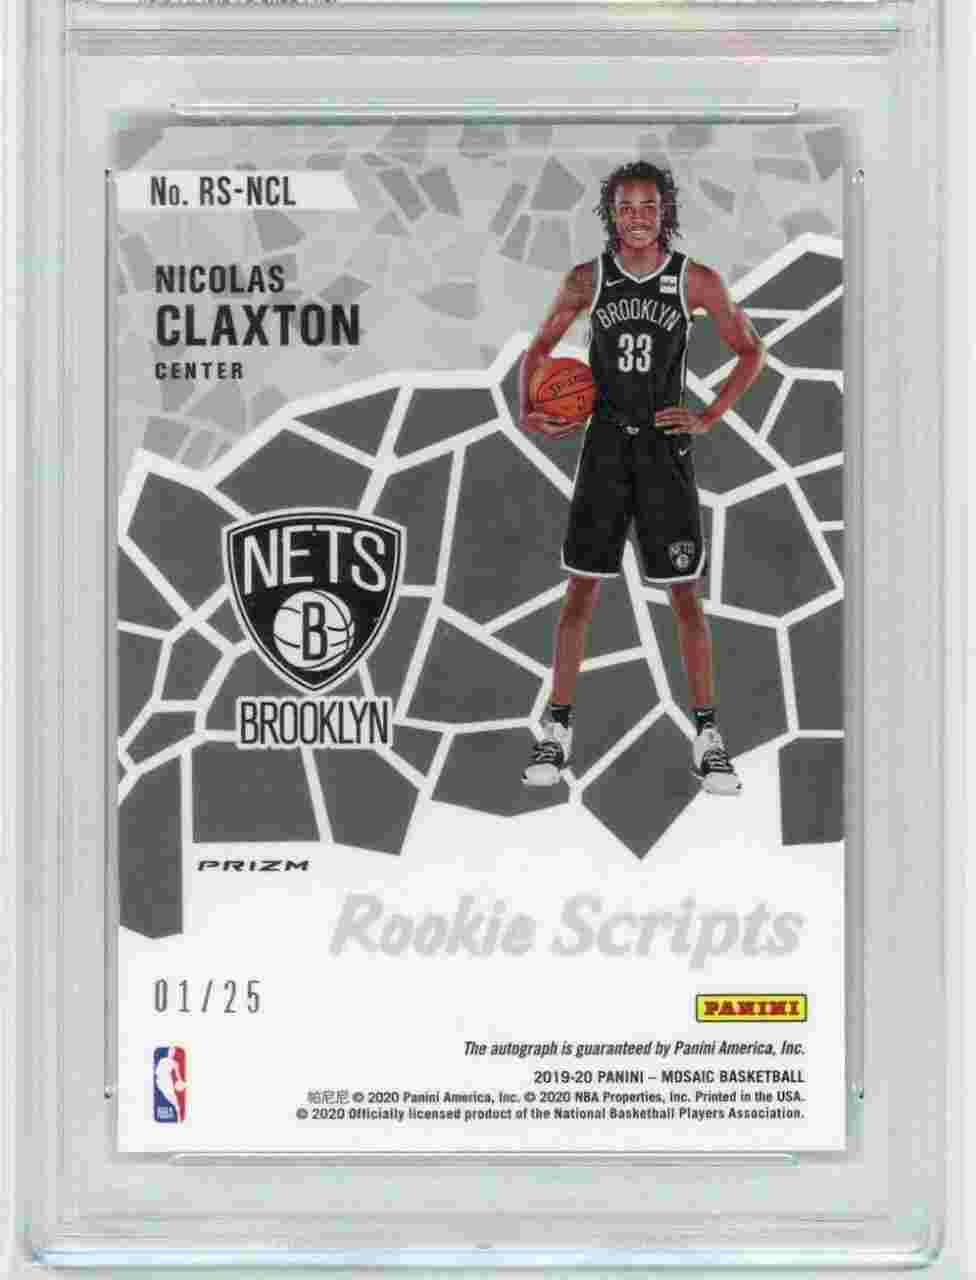 No. RS-NCL
NICOLAS
CLAXTON
CENTER
BROOKLYN
33
SPALDING
NETS
B
BROOKLYN
PRIZM
Rookie Scripts
01/25
PANINI
The autograph is guaranteed by Panini America, Inc.
2019-20 PANINI – MOSAIC BASKETBALL
帕尼尼 © 2020 Panini America, Inc. © 2020 NBA Properties, Inc. Printed in the USA.
© 2020 Officially licensed product of the National Basketball Players Association.